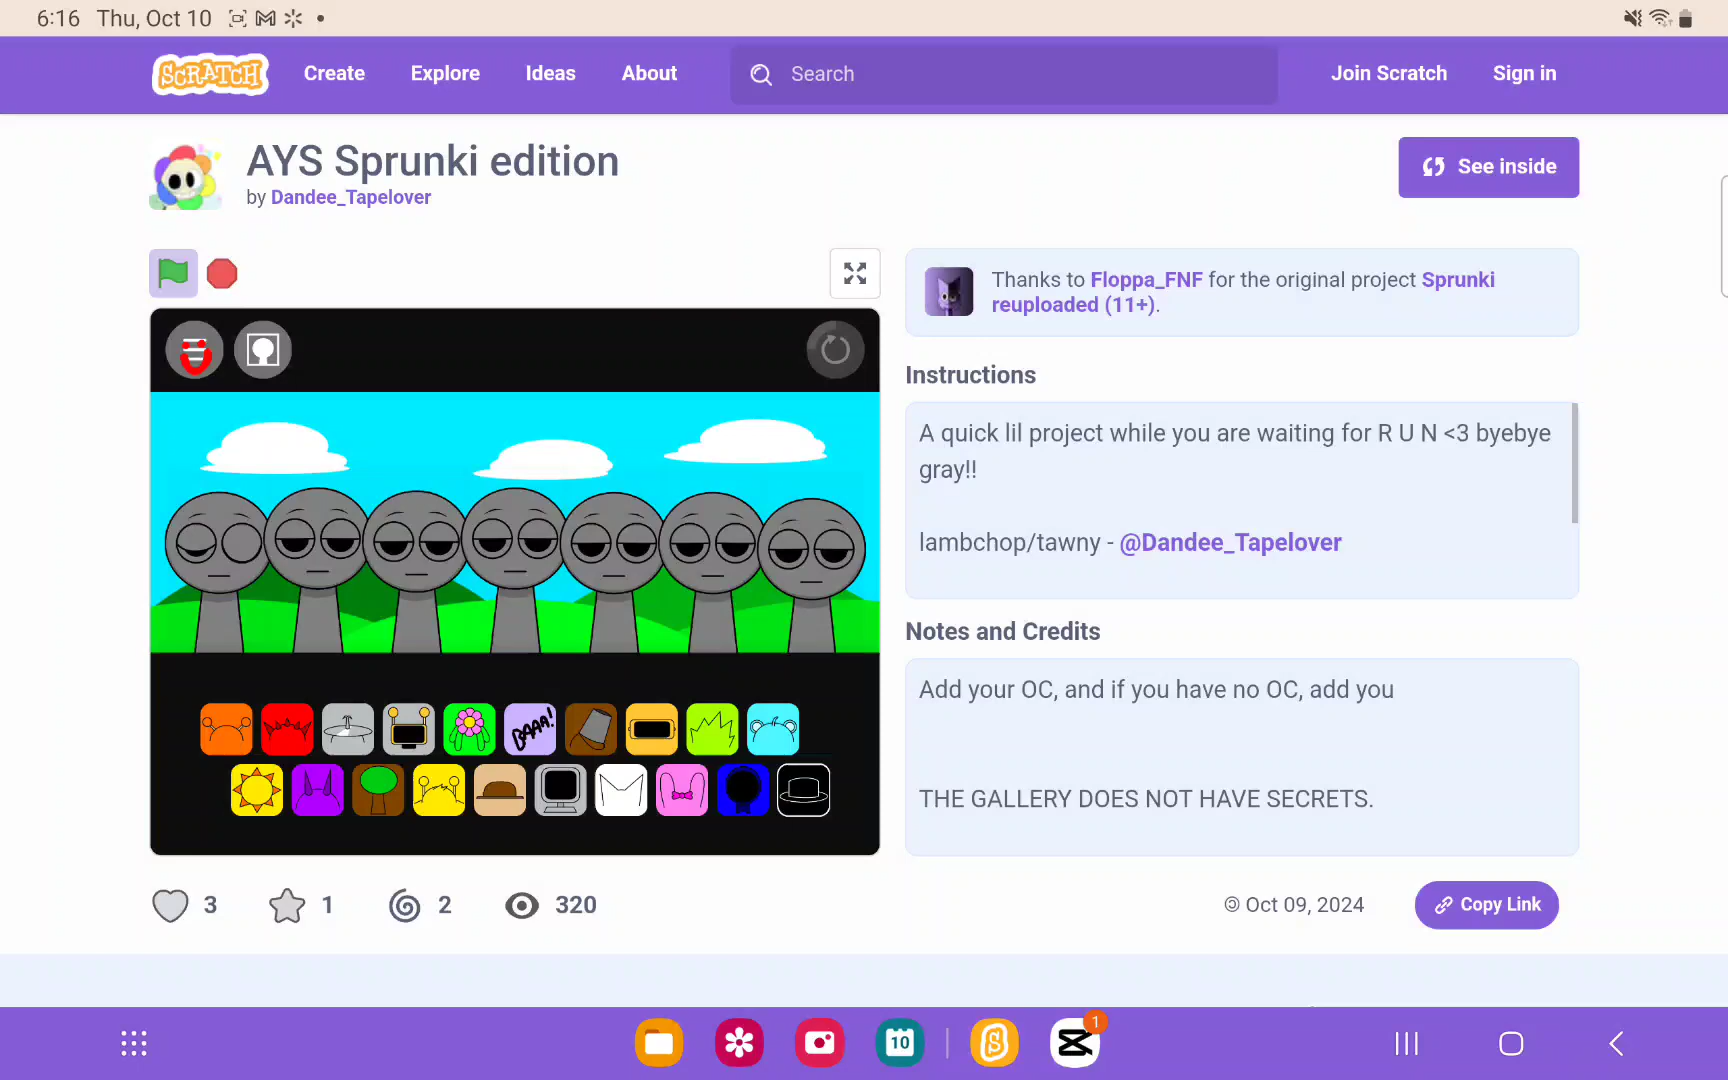 6:16 Thu, Oct 10
SCRATCH Create Explore Ideas About Search Join Scratch Sign in
AYS Sprunki edition
by Dandee_Tapelover
See inside
Thanks to Floppa_FNF for the original project Sprunki
reuploaded (11+).
Instructions
A quick lil project while you are waiting for R U N <3 byebye
gray!!
lambchop/tawny - @Dandee_Tapelover
Notes and Credits
Add your OC, and if you have no OC, add you
THE GALLERY DOES NOT HAVE SECRETS.
BAAA!
3 1 2 320
© Oct 09, 2024
Copy Link
10
1